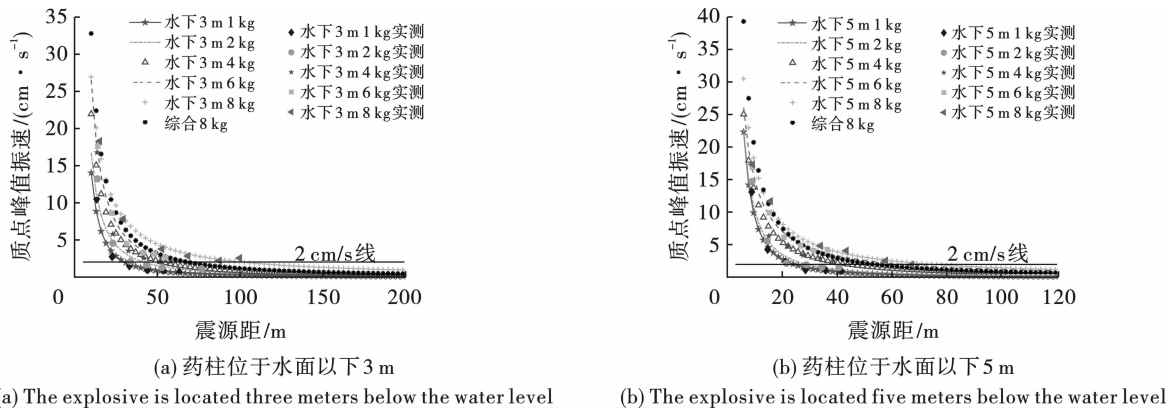 35
30
25
20
15
10
5
0
50
100
150
200
质点峰值振速/(cm·s⁻¹)
水下3 m 1 kg
水下3 m 2 kg
水下3 m 4 kg
水下3 m 6 kg
水下3 m 8 kg
综合8 kg
水下3 m 1 kg实测
水下3 m 2 kg实测
水下3 m 4 kg实测
水下3 m 6 kg实测
水下3 m 8 kg实测
2 cm/s线
震源距/m
(a) 药柱位于水面以下3 m
(a) The explosive is located three meters below the water level
40
35
30
25
20
15
10
5
0
20
40
60
80
100
120
质点峰值振速/(cm·s⁻¹)
水下5 m 1 kg
水下5 m 2 kg
水下5 m 4 kg
水下5 m 6 kg
水下5 m 8 kg
综合8 kg
水下5 m 1 kg实测
水下5 m 2 kg实测
水下5 m 4 kg实测
水下5 m 6 kg实测
水下5 m 8 kg实测
2 cm/s线
震源距/m
(b) 药柱位于水面以下5 m
(b) The explosive is located five meters below the water level